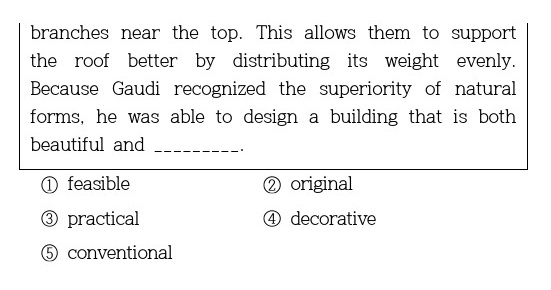 branches near the top. This allows them to support
the roof better by distributing its weight evenly.
Because Gaudi recognized the superiority of natural
forms, he was able to design a building that is both
beautiful and _________.
① feasible ② original
③ practical ④ decorative
⑤ conventional